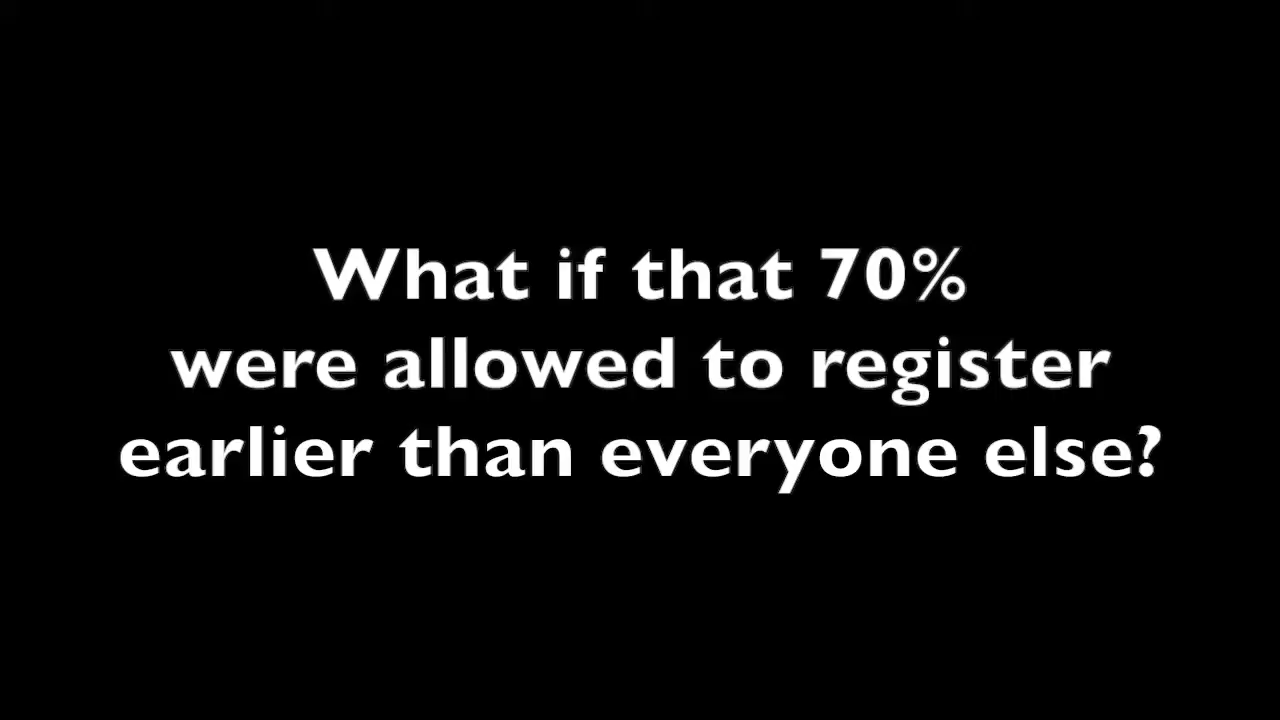 What if that 70%
were allowed to register
earlier than everyone else?